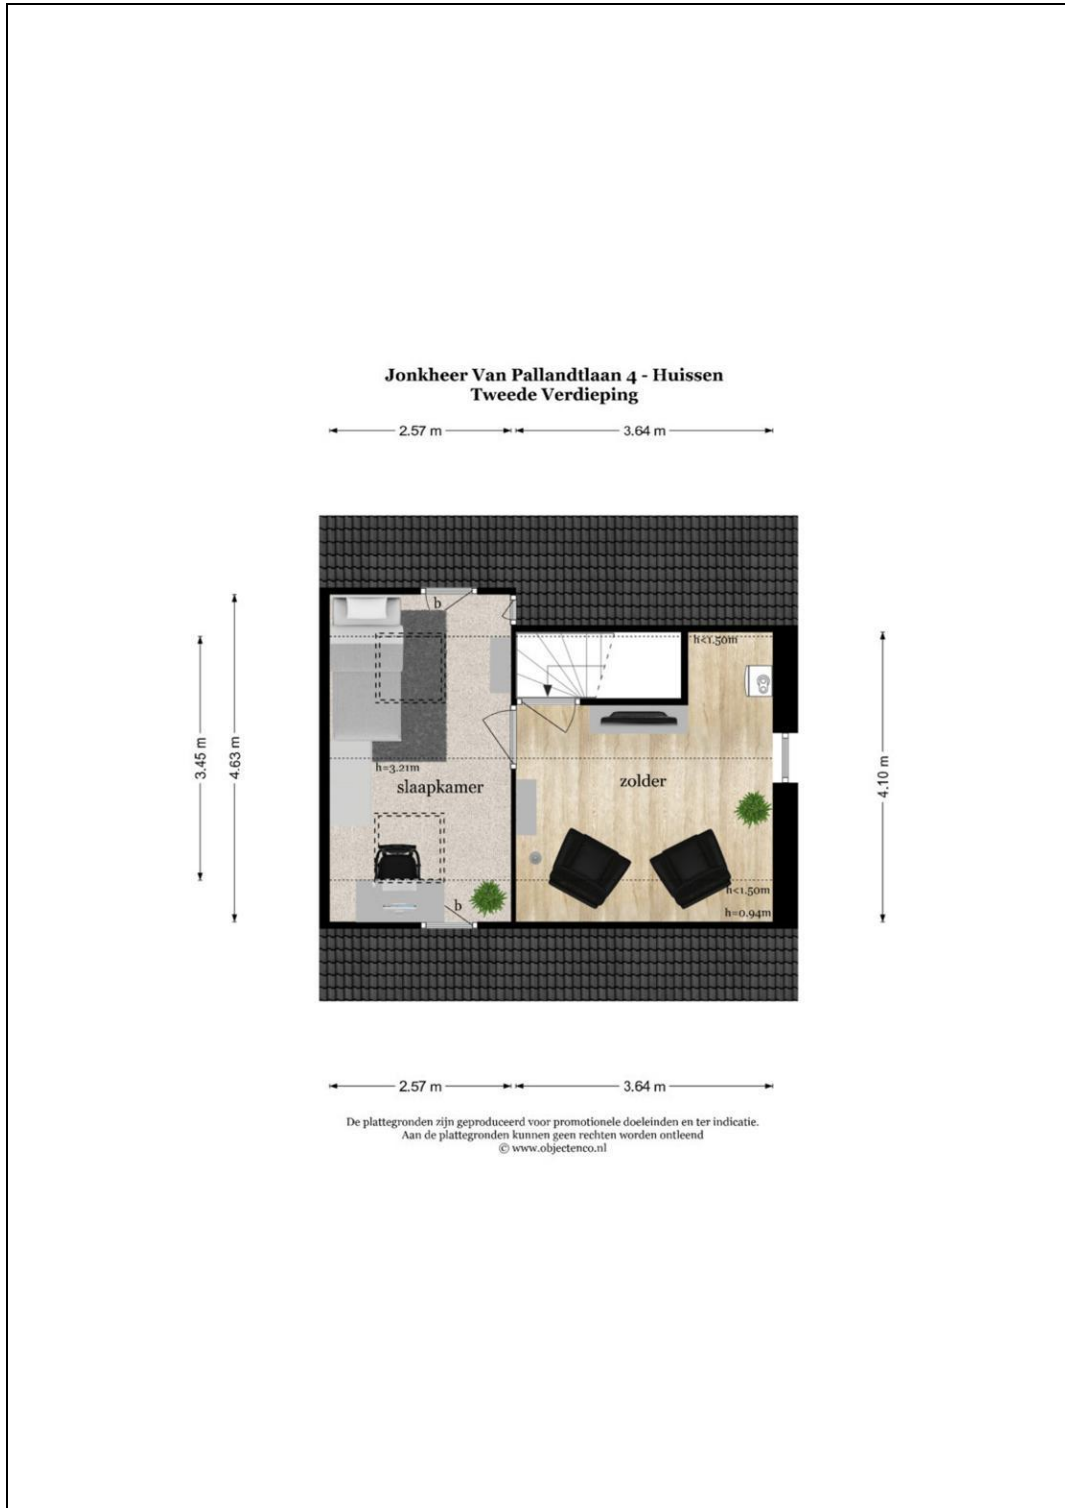 Jonkheer Van Pallandtlaan 4 - Huissen
Tweede Verdieping
2.57 m
3.64 m
b
h<1.50m
3.45 m
4.63 m
4.10 m
h=3.21m
slaapkamer
zolder
h<1.50m
b
h=0.94m
2.57 m
3.64 m
De plattegronden zijn geproduceerd voor promotionele doeleinden en ter indicatie.
Aan de plattegronden kunnen geen rechten worden ontleend
© www.objectenco.nl